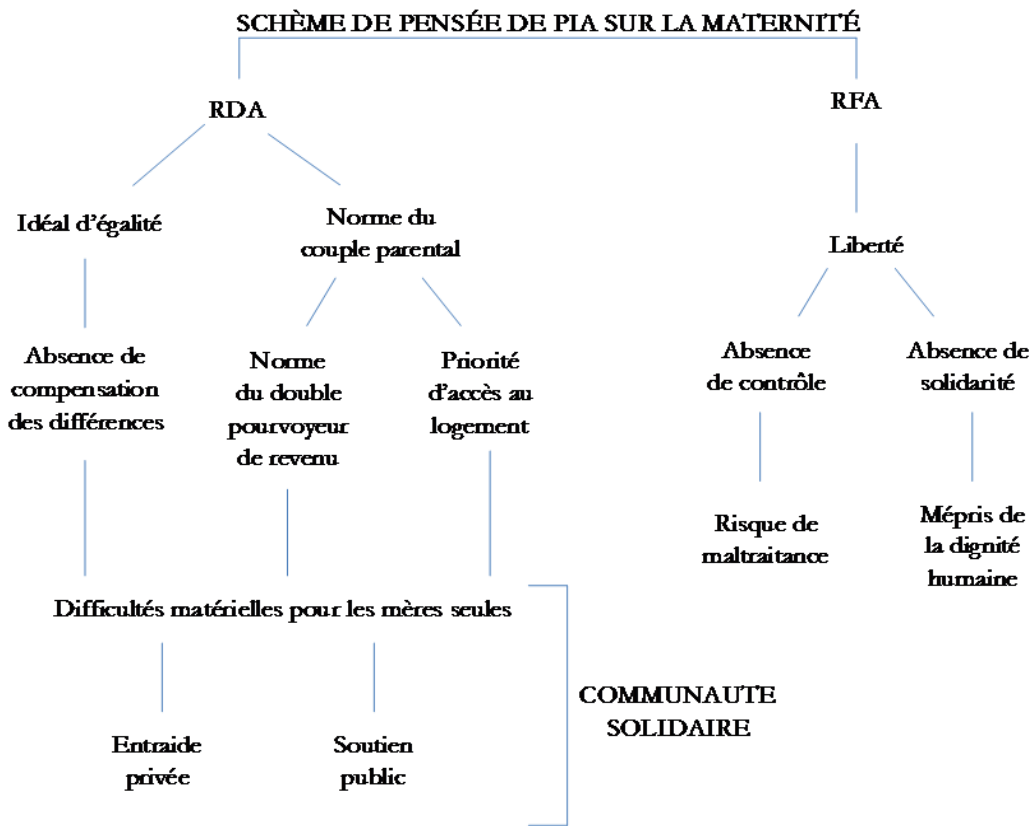 SCHÈME DE PENSÉE DE PIA SUR LA MATERNITÉ
RDA
RFA
Idéal d'égalité
Norme du
couple parental
Liberté
Absence de
compensation
des différences
Norme
du double
pourvoyeur
de revenu
Priorité
d'accès au
logement
Absence
de contrôle
Absence de
solidarité
Risque de
maltraitance
Mépris de
la dignité
humaine
Difficultés matérielles pour les mères seules
COMMUNAUTE
SOLIDAIRE
Entraide
privée
Soutien
public